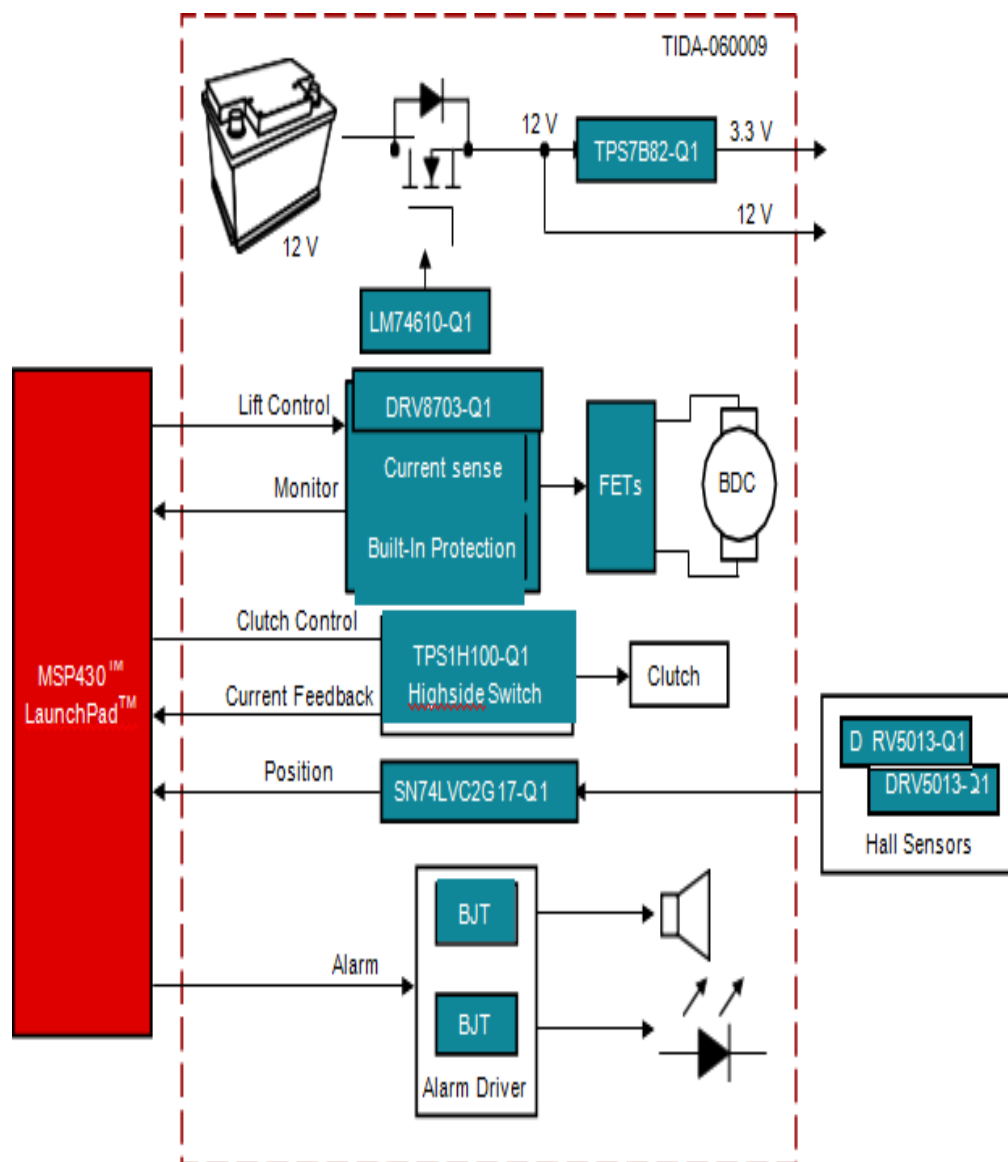 TIDA-060009
12 V
TPS7B82-Q1
3.3 V
12 V
12 V
LM74610-Q1
Lift Control
DRV8703-Q1
Current sense
Monitor
FETs
BDC
Built-In Protection
Clutch Control
TPS1H100-Q1
Highside Switch
Clutch
MSP430™
LaunchPad™
Current Feedback
D RV5013-Q1
DRV5013-Q1
Hall Sensors
Position
SN74LVC2G17-Q1
BJT
Alarm
BJT
Alarm Driver